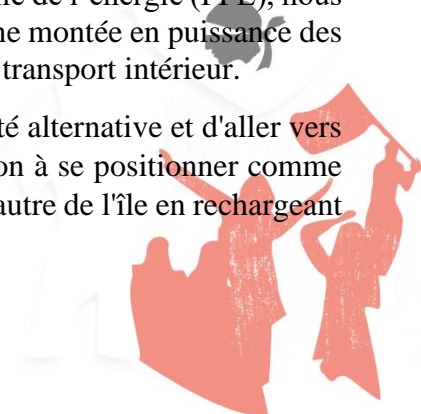 de l'énergie (PPE), nous
ne montée en puissance des
transport intérieur.
té alternative et d'aller vers
on à se positionner comme
autre de l'île en rechargeant